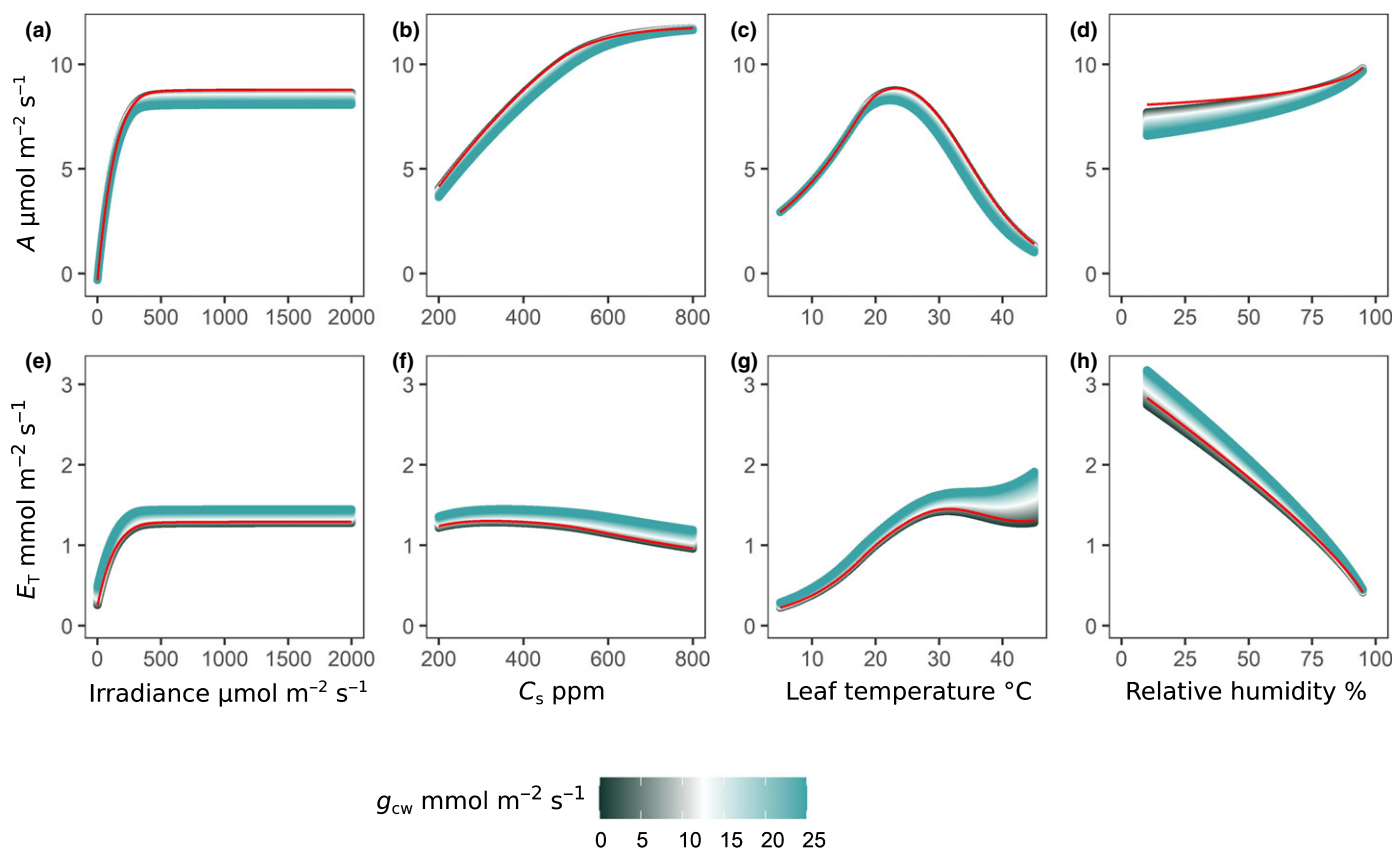 (a) (b) (c) (d)
A µmol m⁻² s⁻¹
10 10 10 10
5 5 5 5
0 0 0 0
0 500 1000 1500 2000 200 400 600 800 10 20 30 40 0 25 50 75 100
(e) (f) (g) (h)
E_T mmol m⁻² s⁻¹
3 3 3 3
2 2 2 2
1 1 1 1
0 0 0 0
0 500 1000 1500 2000 200 400 600 800 10 20 30 40 0 25 50 75 100
Irradiance µmol m⁻² s⁻¹ C_s ppm Leaf temperature °C Relative humidity %
g_cw mmol m⁻² s⁻¹
0 5 10 15 20 25